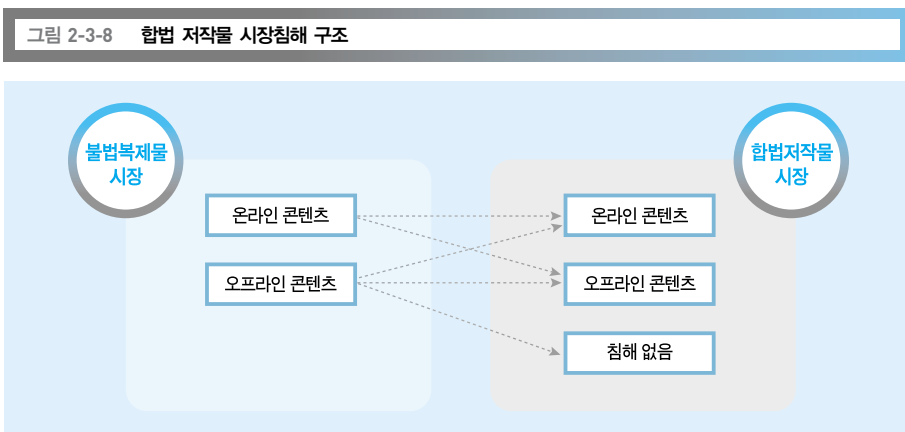 그림 2-3-8 합법 저작물 시장침해 구조
불법복제물
시장
합법저작물
시장
온라인 콘텐츠
온라인 콘텐츠
오프라인 콘텐츠
오프라인 콘텐츠
침해 없음